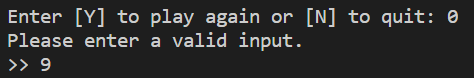 Enter [Y] to play again or [N] to quit: 0
Please enter a valid input.
>> 9